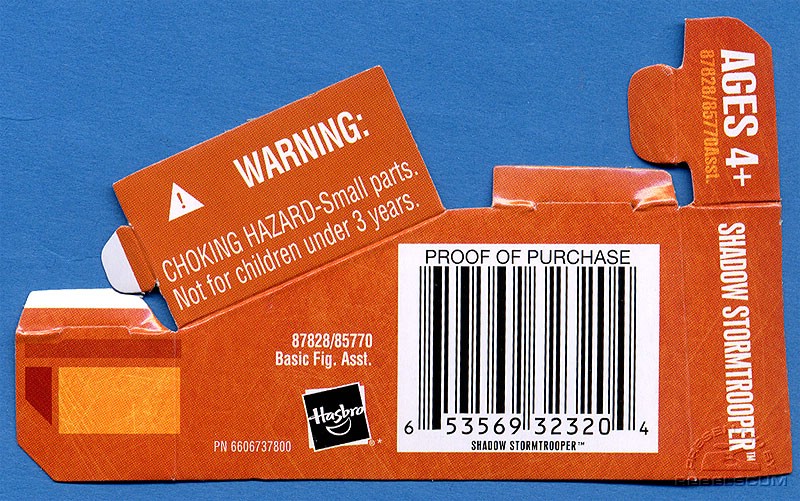 WARNING:
CHOKING HAZARD-Small parts.
Not for children under 3 years.
AGES 4+
87828/85770Asst.
SHADOW STORMTROOPER™
PROOF OF PURCHASE
6 53569 32320 4
SHADOW STORMTROOPER™
87828/85770
Basic Fig. Asst.
Hasbro
®*
PN 6606737800
REBELSCUM